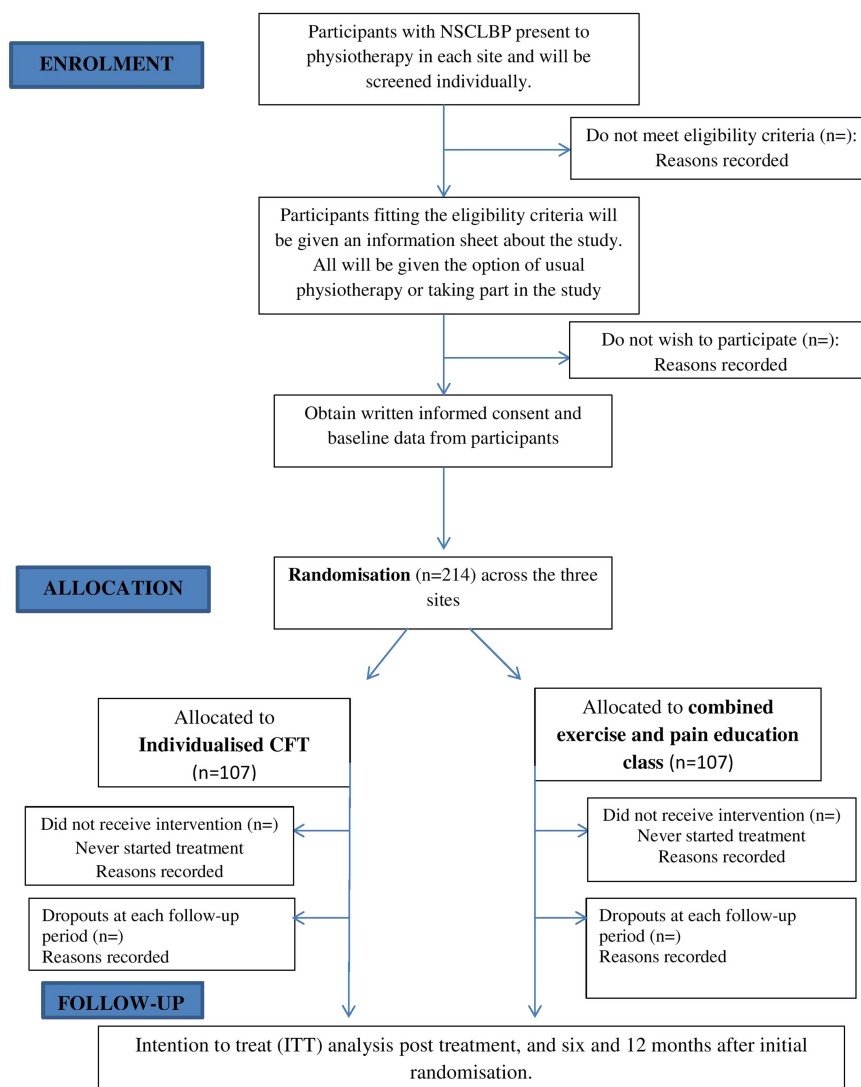 Participants with NSCLBP present to
physiotherapy in each site and will be
screened individually.
ENROLMENT
Do not meet eligibility criteria (n=):
Reasons recorded
Participants fitting the eligibility criteria will
be given an information sheet about the study.
All will be given the option of usual
physiotherapy or taking part in the study
Do not wish to participate (n=):
Reasons recorded
Obtain written informed consent and
baseline data from participants
Randomisation (n=214) across the three
sites
ALLOCATION
Allocated to
Individualised CFT
(n=107)
Allocated to combined
exercise and pain education
class (n=107)
Did not receive intervention (n=)
Never started treatment
Reasons recorded
Did not receive intervention (n=)
Never started treatment
Reasons recorded
Dropouts at each follow-up
period (n=)
Reasons recorded
Dropouts at each follow-up
period (n=)
Reasons recorded
FOLLOW-UP
Intention to treat (ITT) analysis post treatment, and six and 12 months after initial
randomisation.